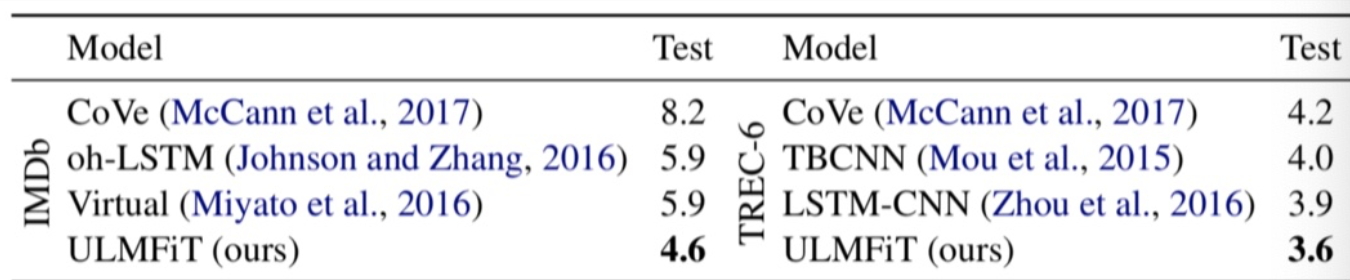 Model Test Model Test
IMDb
CoVe (McCann et al., 2017) 8.2
oh-LSTM (Johnson and Zhang, 2016) 5.9
Virtual (Miyato et al., 2016) 5.9
ULMFiT (ours) 4.6
TREC-6
CoVe (McCann et al., 2017) 4.2
TBCNN (Mou et al., 2015) 4.0
LSTM-CNN (Zhou et al., 2016) 3.9
ULMFiT (ours) 3.6